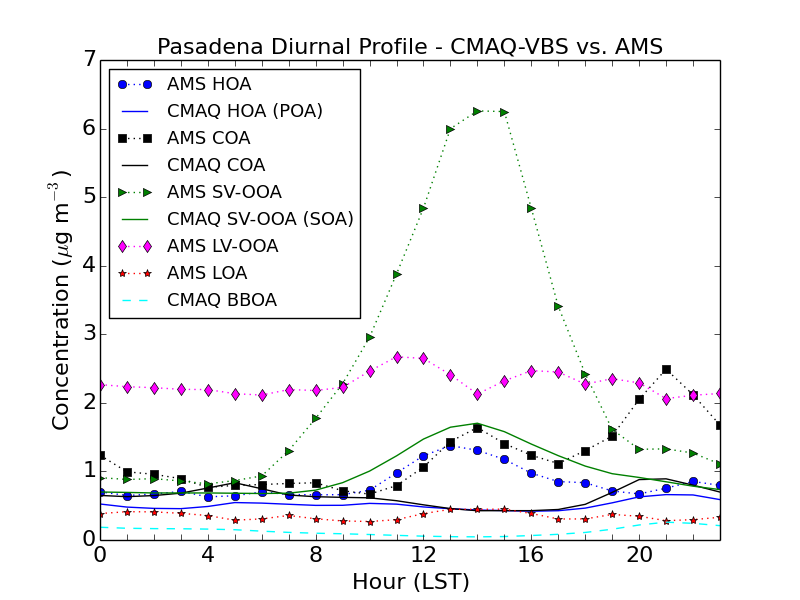 Pasadena Diurnal Profile - CMAQ-VBS vs. AMS
7
6
5
4
3
2
1
0
Concentration (μg m⁻³)
AMS HOA
CMAQ HOA (POA)
AMS COA
CMAQ COA
AMS SV-OOA
CMAQ SV-OOA (SOA)
AMS LV-OOA
AMS LOA
CMAQ BBOA
0 4 8 12 16 20
Hour (LST)